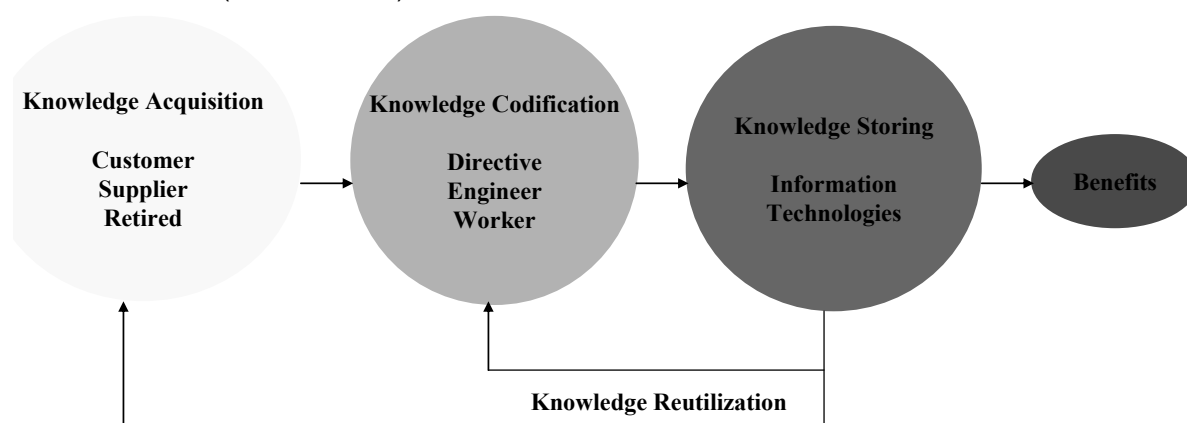 Knowledge Acquisition
Customer
Supplier
Retired
Knowledge Codification
Directive
Engineer
Worker
Knowledge Storing
Information
Technologies
Benefits
Knowledge Reutilization